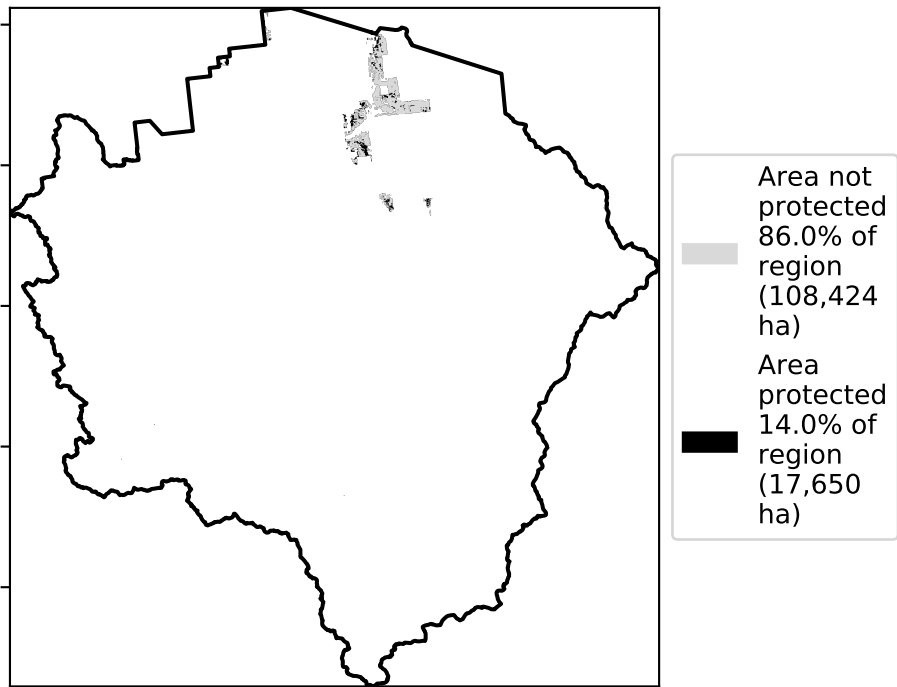 Area not
protected
86.0% of
region
(108,424
ha)
Area
protected
14.0% of
region
(17,650
ha)